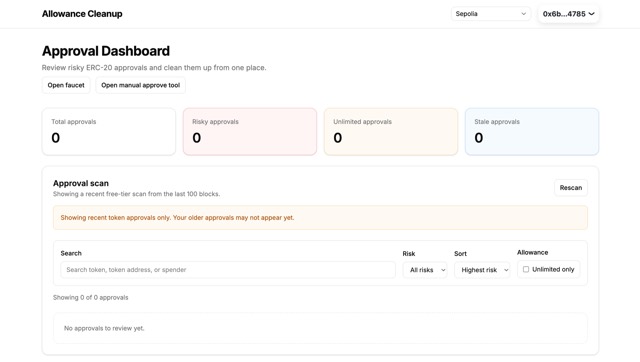 Allowance Cleanup
Sepolia
0x6b...4785
Approval Dashboard
Review risky ERC-20 approvals and clean them up from one place.
Open faucet
Open manual approve tool
Total approvals
0
Risky approvals
0
Unlimited approvals
0
Stale approvals
0
Approval scan
Showing a recent free-tier scan from the last 100 blocks.
Rescan
Showing recent token approvals only. Your older approvals may not appear yet.
Search
Search token, token address, or spender
Risk
All risks
Sort
Highest risk
Allowance
Unlimited only
Showing 0 of 0 approvals
No approvals to review yet.